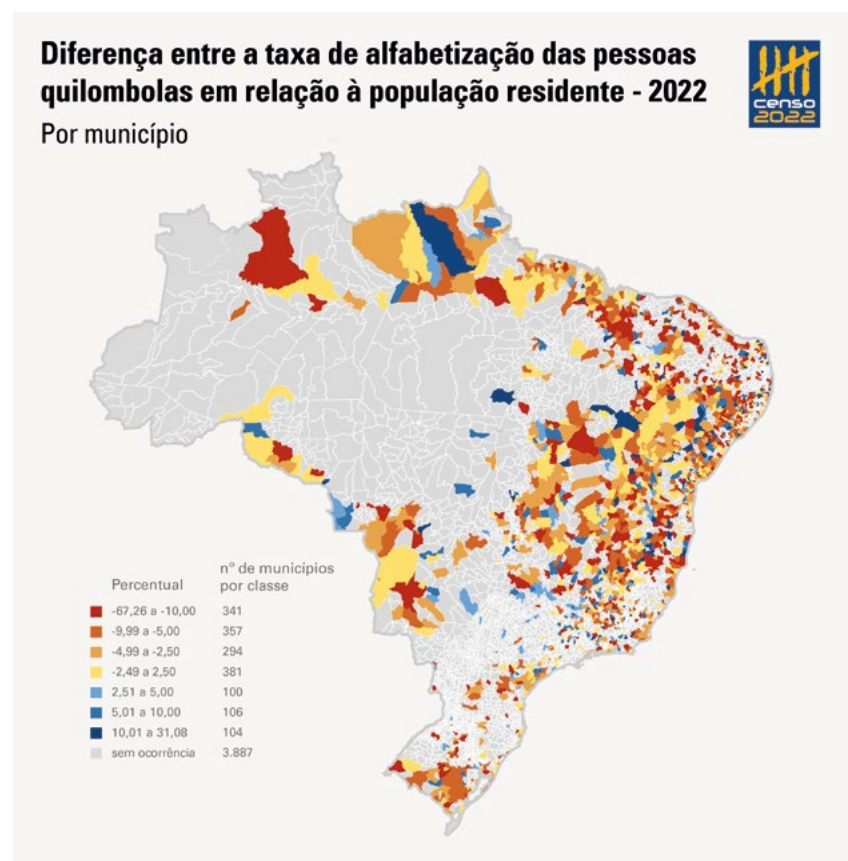 Diferença entre a taxa de alfabetização das pessoas
quilombolas em relação à população residente - 2022
Por município
censo
2022
Percentual nº de municípios por classe
-67,26 a -10,00 341
-9,99 a -5,00 357
-4,99 a -2,50 294
-2,49 a 2,50 381
2,51 a 5,00 100
5,01 a 10,00 106
10,01 a 31,08 104
sem ocorrência 3.887